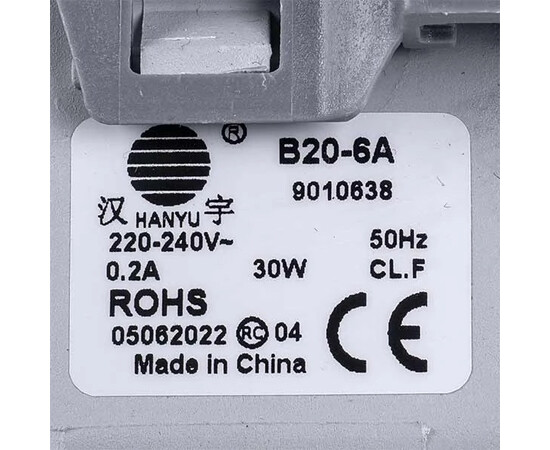 ®
B20-6A
9010638
汉 HANYU 宇
220-240V~
50Hz
0.2A
30W
CL.F
ROHS
05062022 RC 04
CE
Made in China